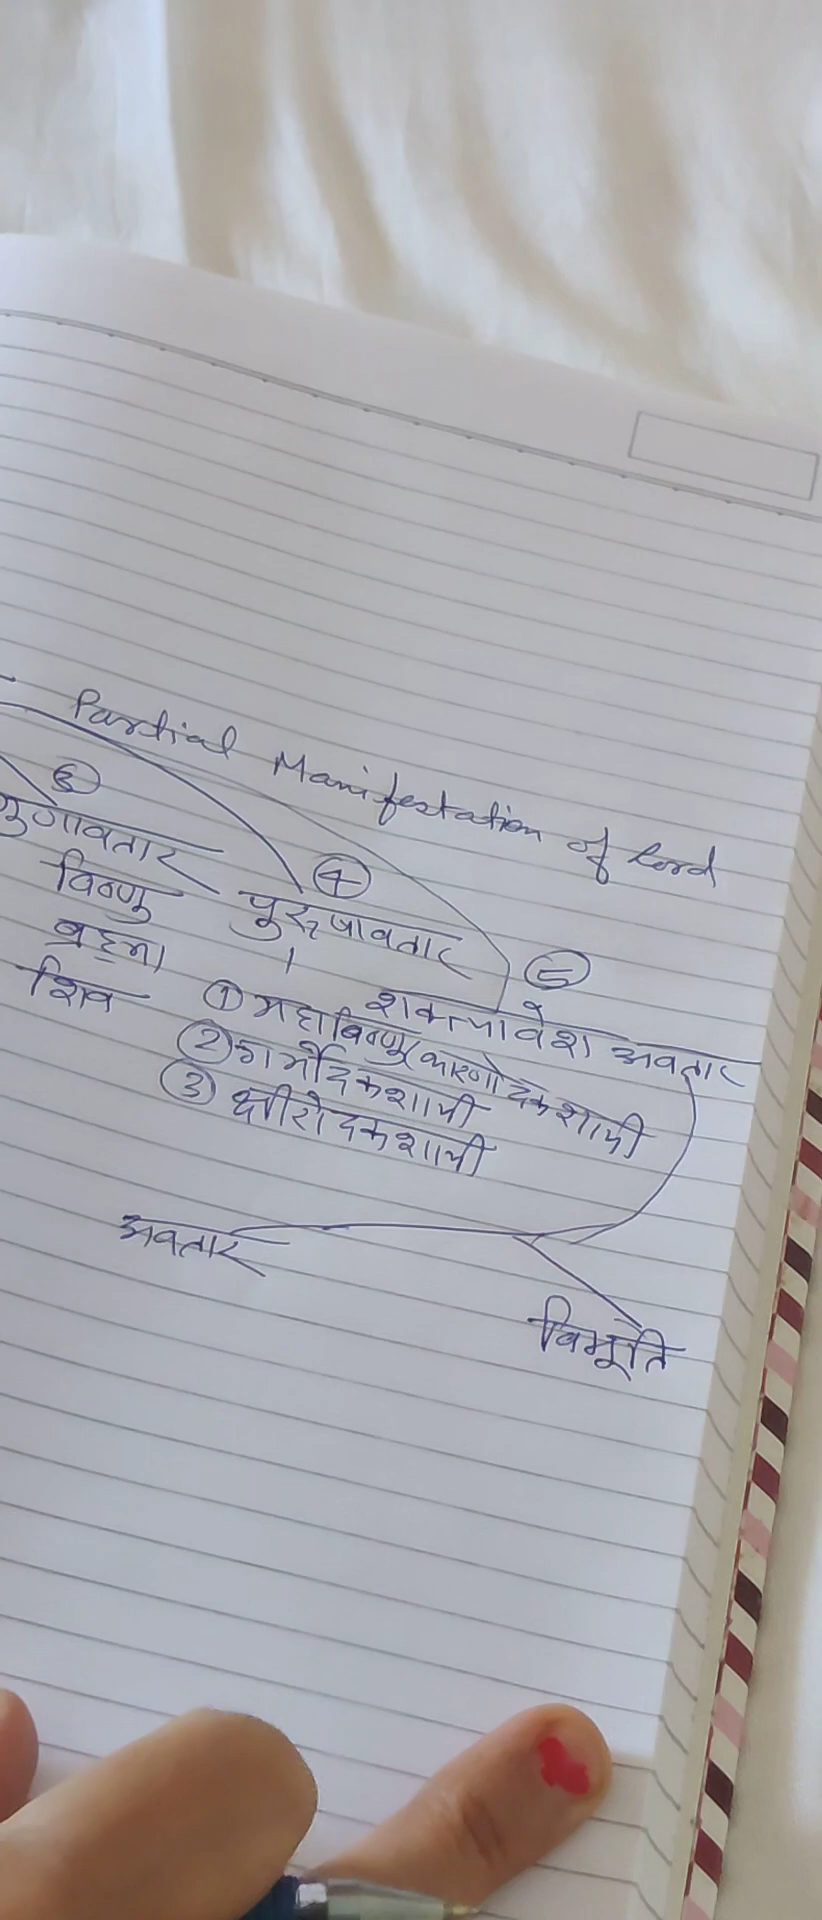 Partial Manifestation of Lord
③
गुणावतार
विष्णु
ब्रह्मा
शिव
④
पुरूषावतार
① महाविष्णु (कारणोदकशायी
② गर्भोदकशायी
③ क्षीरोदकशायी
⑤
शक्त्यावेश अवतार
अवतार
विभूति